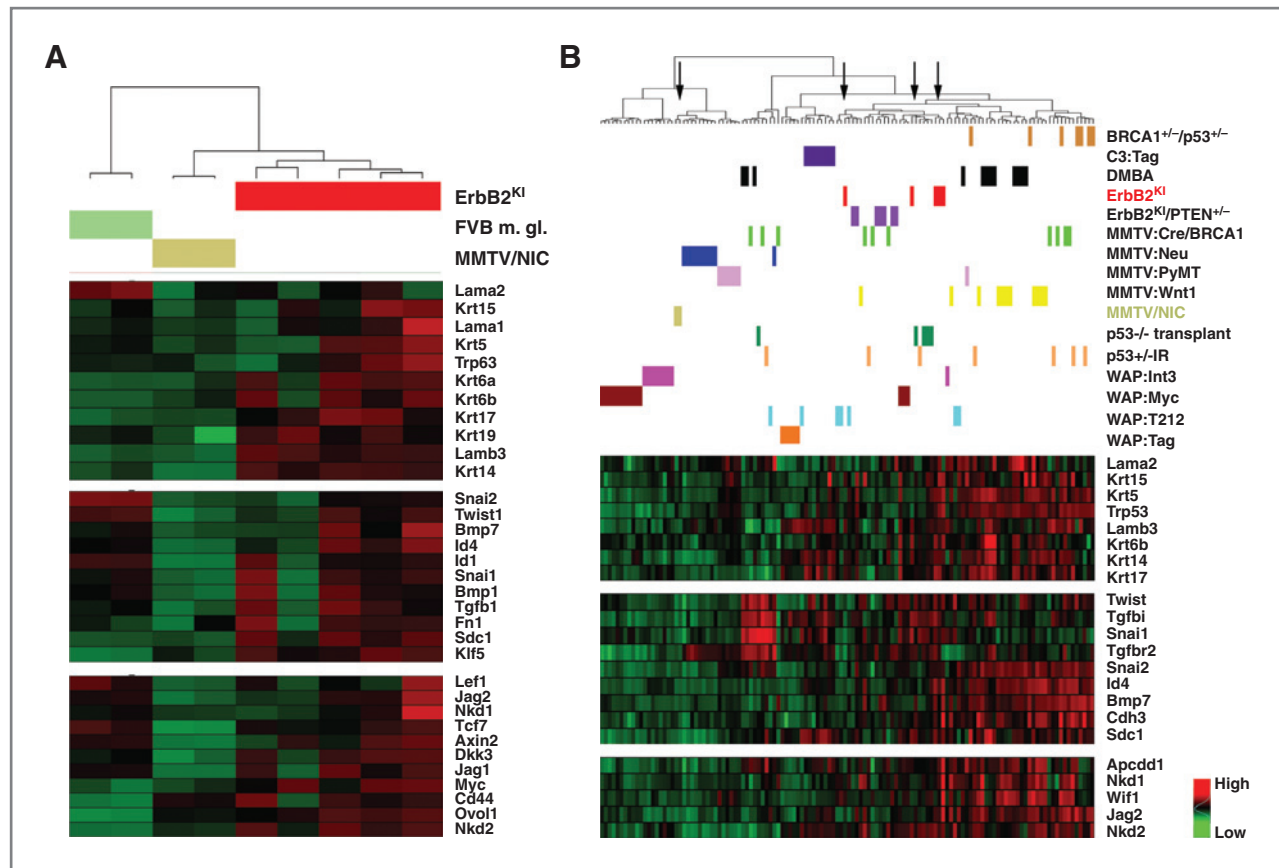 A
ErbB2KI
FVB m. gl.
MMTV/NIC
Lama2
Krt15
Lama1
Krt5
Trp63
Krt6a
Krt6b
Krt17
Krt19
Lamb3
Krt14
Snai2
Twist1
Bmp7
Id4
Id1
Snai1
Bmp1
Tgfb1
Fn1
Sdc1
Klf5
Lef1
Jag2
Nkd1
Tcf7
Axin2
Dkk3
Jag1
Myc
Cd44
Ovol1
Nkd2
B
BRCA1+/−/p53+/−
C3:Tag
DMBA
ErbB2KI
ErbB2KI/PTEN+/−
MMTV:Cre/BRCA1
MMTV:Neu
MMTV:PyMT
MMTV:Wnt1
MMTV/NIC
p53-/- transplant
p53+/-IR
WAP:Int3
WAP:Myc
WAP:T212
WAP:Tag
Lama2
Krt15
Krt5
Trp53
Lamb3
Krt6b
Krt14
Krt17
Twist
Tgfbi
Snai1
Tgfbr2
Snai2
Id4
Bmp7
Cdh3
Sdc1
Apcdd1
Nkd1
Wif1
Jag2
Nkd2
High
Low